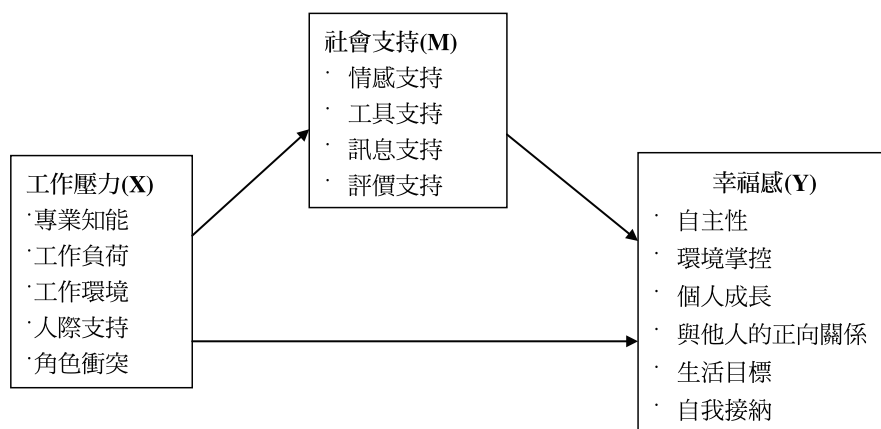 社會支持(M)
˙ 情感支持
˙ 工具支持
˙ 訊息支持
˙ 評價支持
工作壓力(X)
˙專業知能
˙工作負荷
˙工作環境
˙人際支持
˙角色衝突
幸福感(Y)
˙ 自主性
˙ 環境掌控
˙ 個人成長
˙ 與他人的正向關係
˙ 生活目標
˙ 自我接納